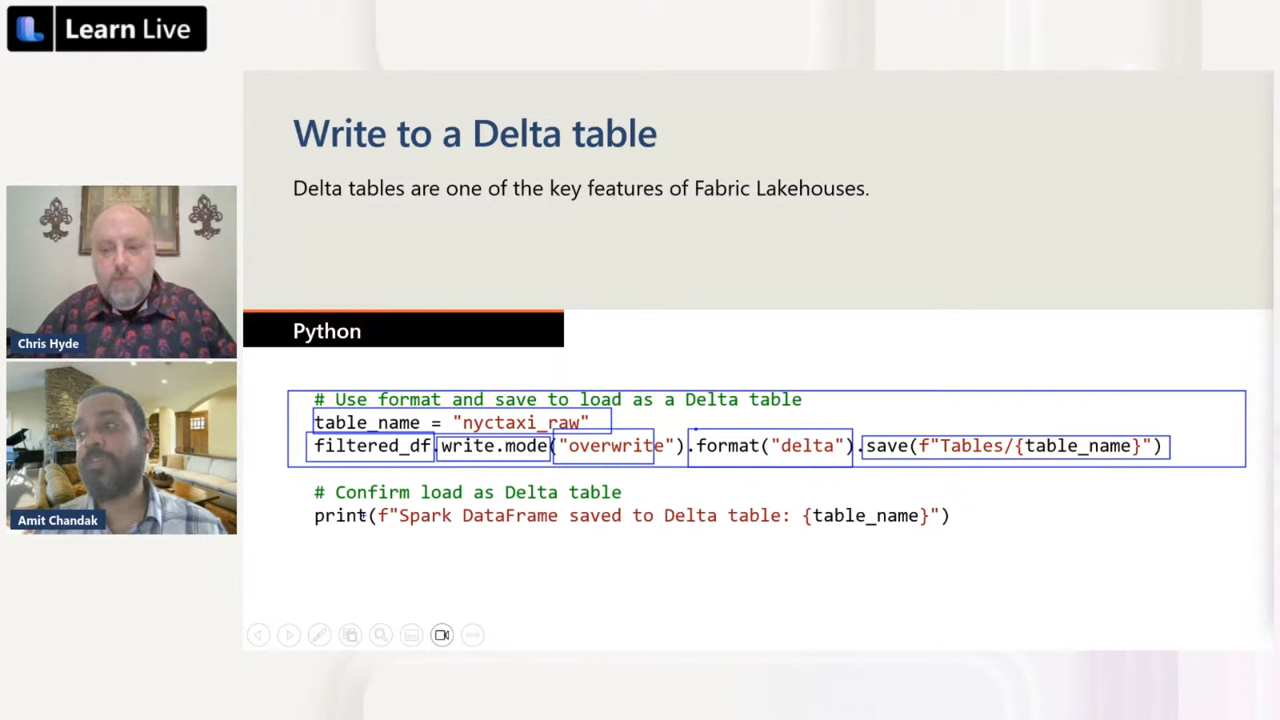 Learn Live
Write to a Delta table
Delta tables are one of the key features of Fabric Lakehouses.
Chris Hyde
Python
Amit Chandak
# Use format and save to load as a Delta table
table_name = "nyctaxi_raw"
filtered_df.write.mode("overwrite").format("delta").save(f"Tables/{table_name}")
# Confirm load as Delta table
print(f"Spark DataFrame saved to Delta table: {table_name}")